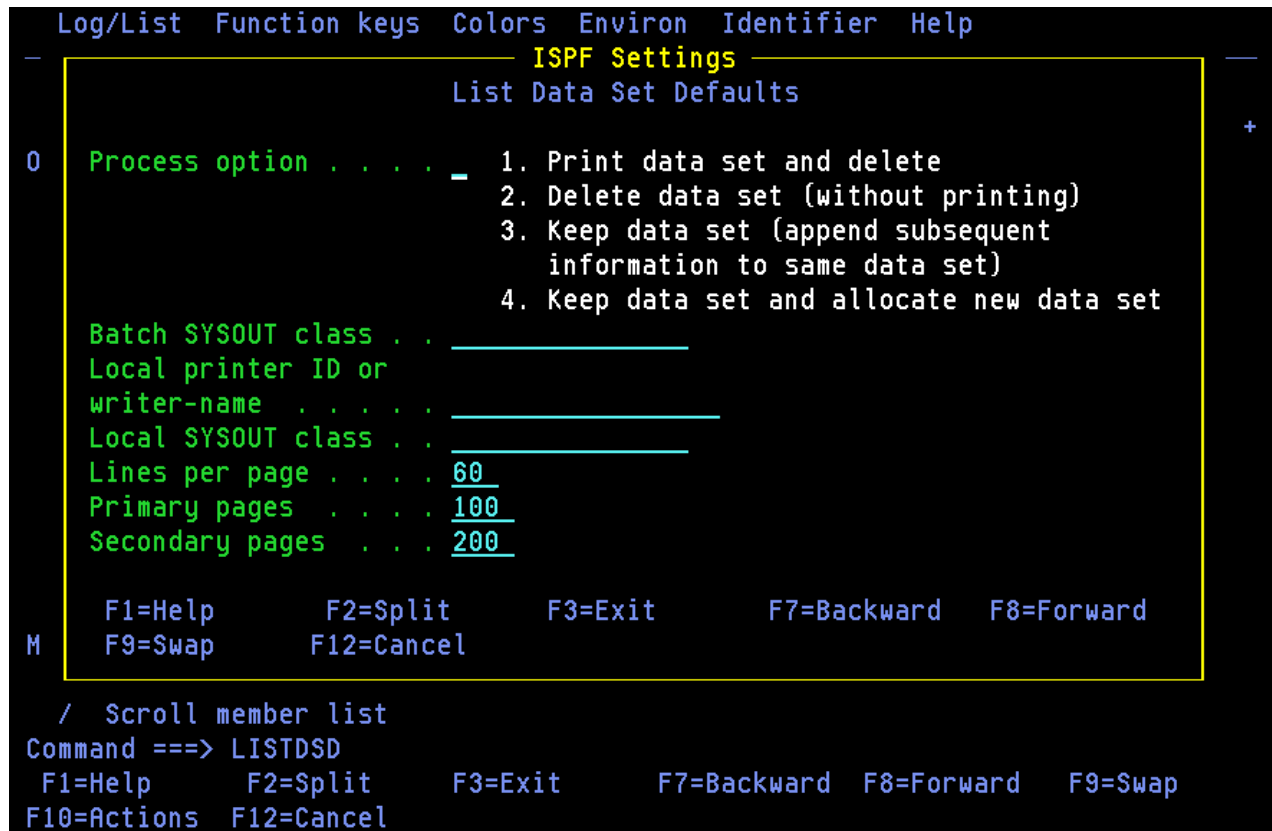 Log/List  Function keys  Colors  Environ  Identifier  Help
ISPF Settings
List Data Set Defaults
+
O  Process option . . . . _  1. Print data set and delete
2. Delete data set (without printing)
3. Keep data set (append subsequent
information to same data set)
4. Keep data set and allocate new data set
Batch SYSOUT class . .
Local printer ID or
writer-name  . . . . .
Local SYSOUT class . .
Lines per page . . . . 60
Primary pages  . . . . 100
Secondary pages  . . . 200
F1=Help  F2=Split  F3=Exit  F7=Backward  F8=Forward
M  F9=Swap  F12=Cancel
/  Scroll member list
Command ===> LISTDSD
F1=Help  F2=Split  F3=Exit  F7=Backward  F8=Forward  F9=Swap
F10=Actions  F12=Cancel